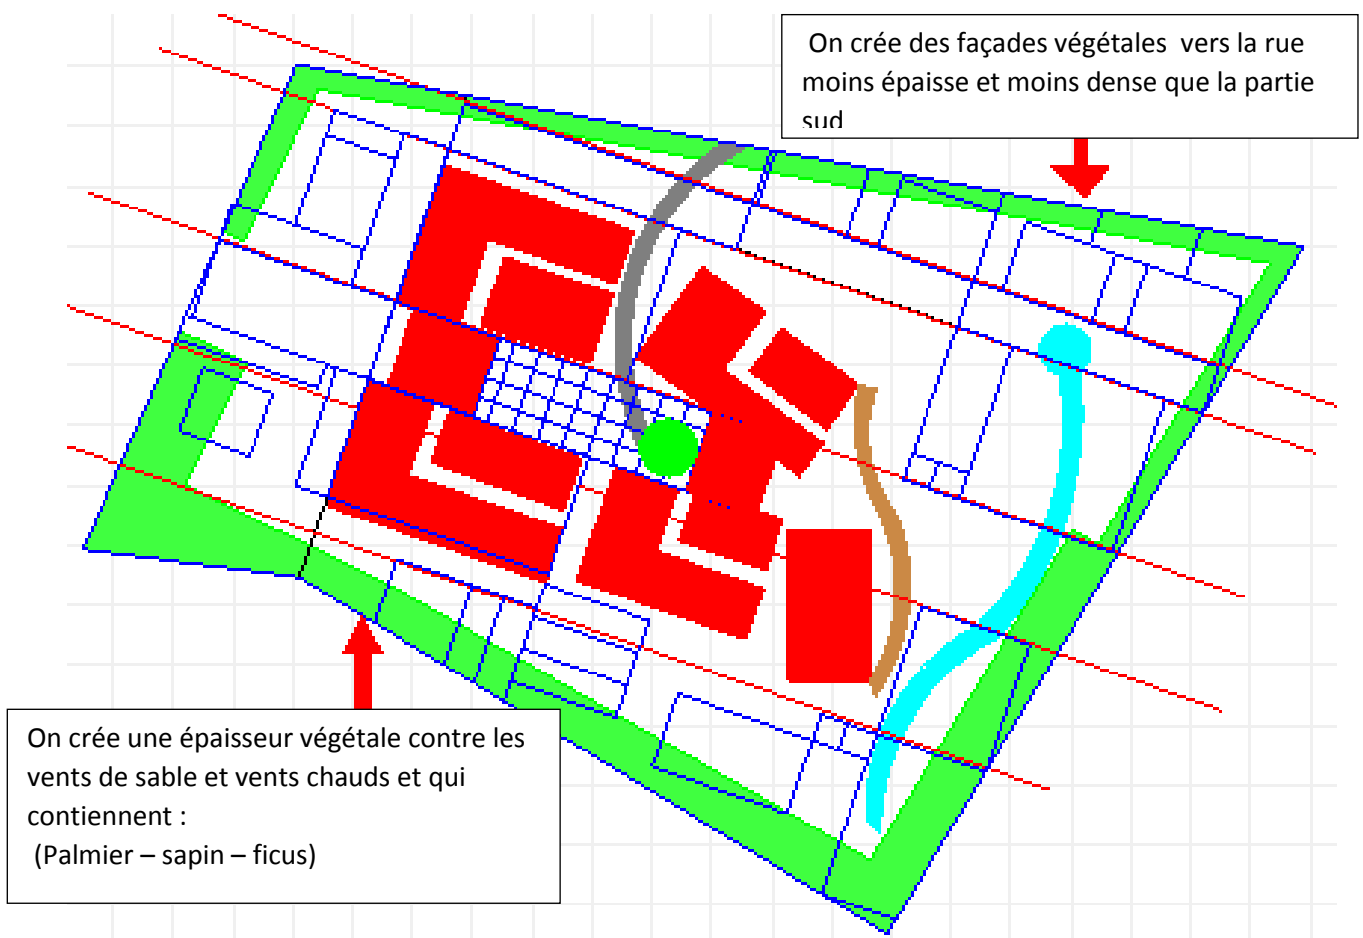 On crée des façades végétales  vers la rue
moins épaisse et moins dense que la partie
sud
On crée une épaisseur végétale contre les
vents de sable et vents chauds et qui
contiennent :
(Palmier – sapin – ficus)